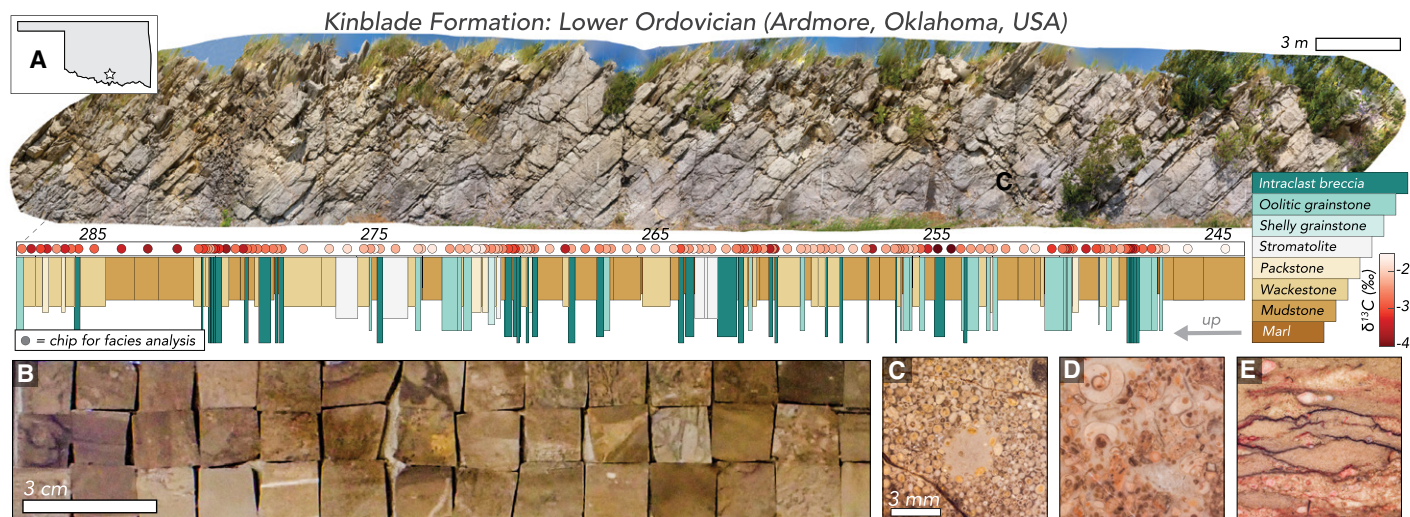 Kinblade Formation: Lower Ordovician (Ardmore, Oklahoma, USA)
A
3 m
C
Intraclast breccia
Oolitic grainstone
Shelly grainstone
Stromatolite
Packstone
Wackestone
Mudstone
Marl
285
275
265
255
245
-2
-3
-4
δ13C (‰)
up
= chip for facies analysis
B
3 cm
C
3 mm
D
E